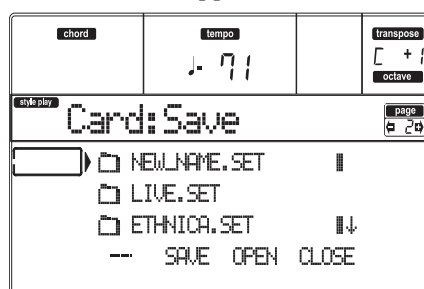 chord tempo transpose
♩- 71 C +1
octave
style play Card:Save page
2
NEW_NAME.SET
LIVE.SET
ETHNICA.SET
--- SAVE OPEN CLOSE